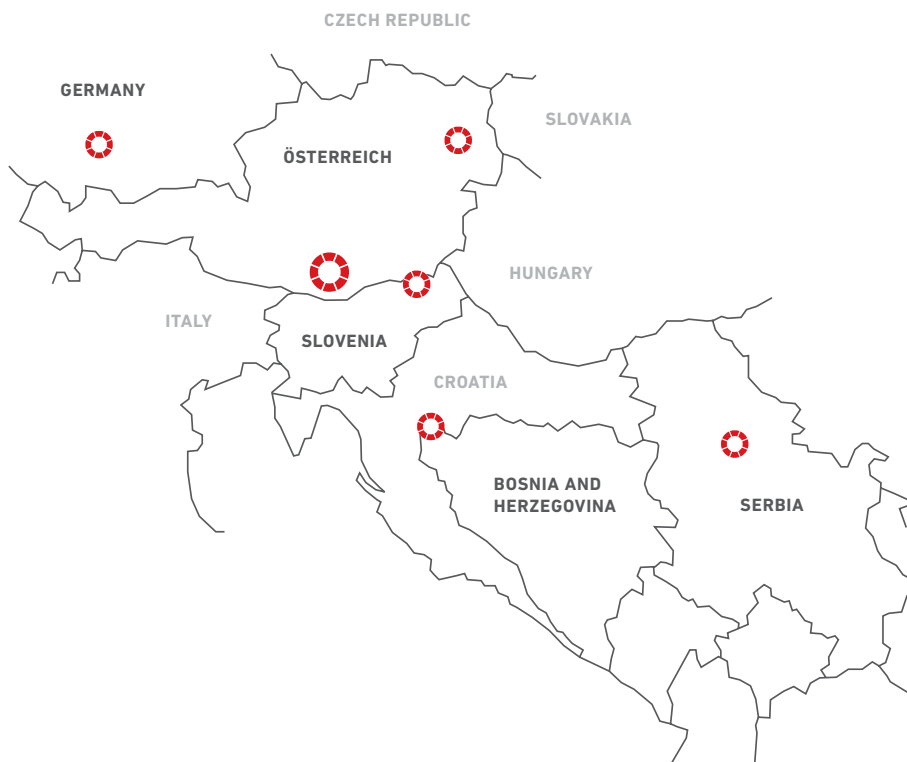 CZECH REPUBLIC
GERMANY
SLOVAKIA
ÖSTERREICH
HUNGARY
ITALY
SLOVENIA
CROATIA
BOSNIA AND
HERZEGOVINA
SERBIA